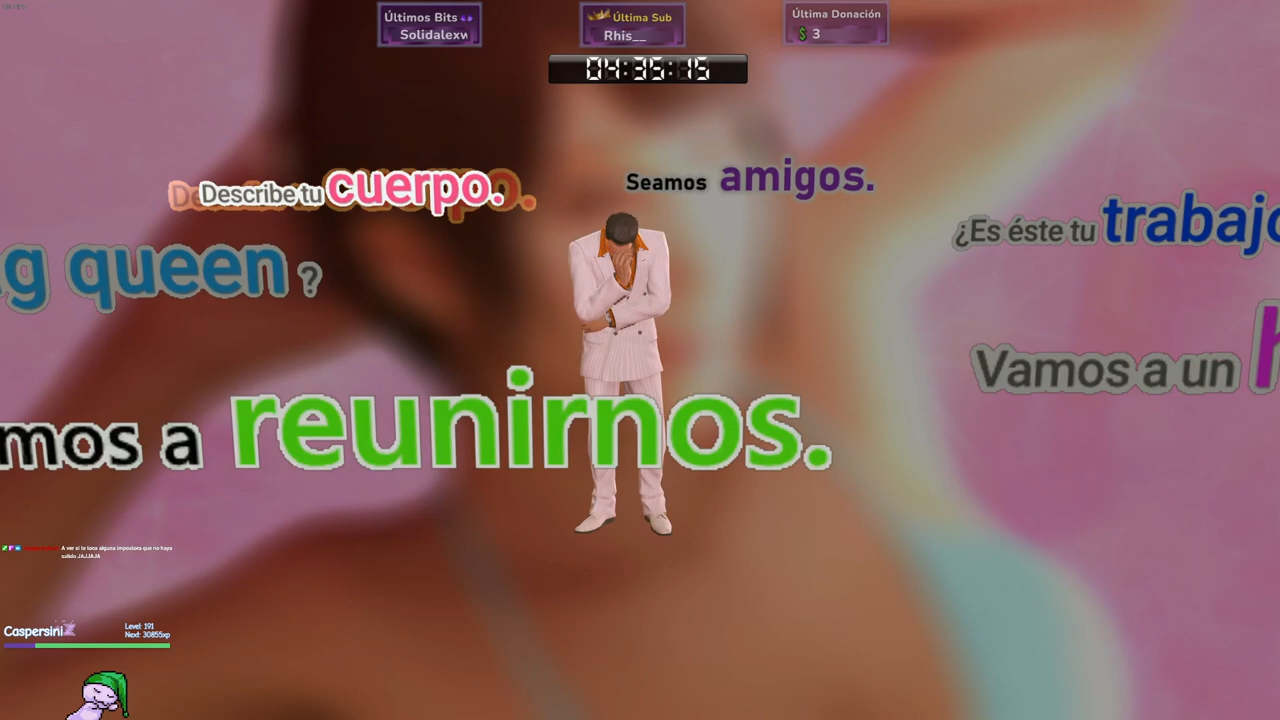 Últimos Bits
Solidalexw
Última Sub
Rhis__
Última Donación
$ 3
04:35:15
Describe tu cuerpo.
Seamos amigos.
¿Es éste tu trabajo
g queen ?
Vamos a un
mos a reunirnos.
A ver si te toca alguna impostora que no haya
salido JAJJAJA
Caspersini
Level: 191
Next: 30855xp